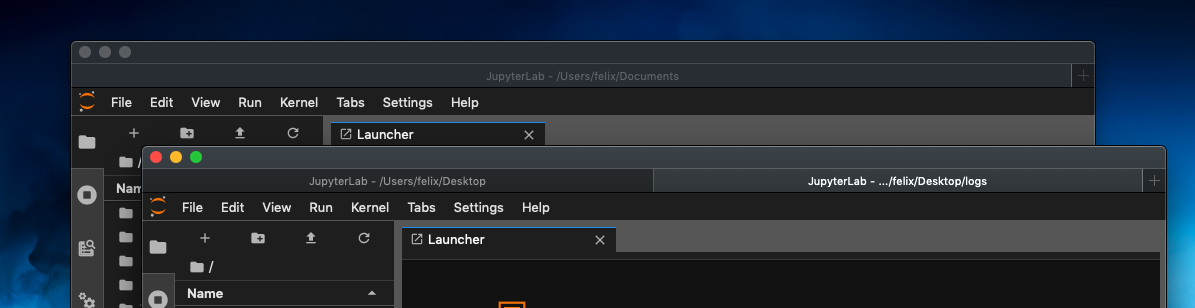 JupyterLab - /Users/felix/Documents
File Edit View Run Kernel Tabs Settings Help
Launcher
/
JupyterLab - /Users/felix/Desktop
JupyterLab - .../felix/Desktop/logs
Nam
File Edit View Run Kernel Tabs Settings Help
Launcher
/
Name